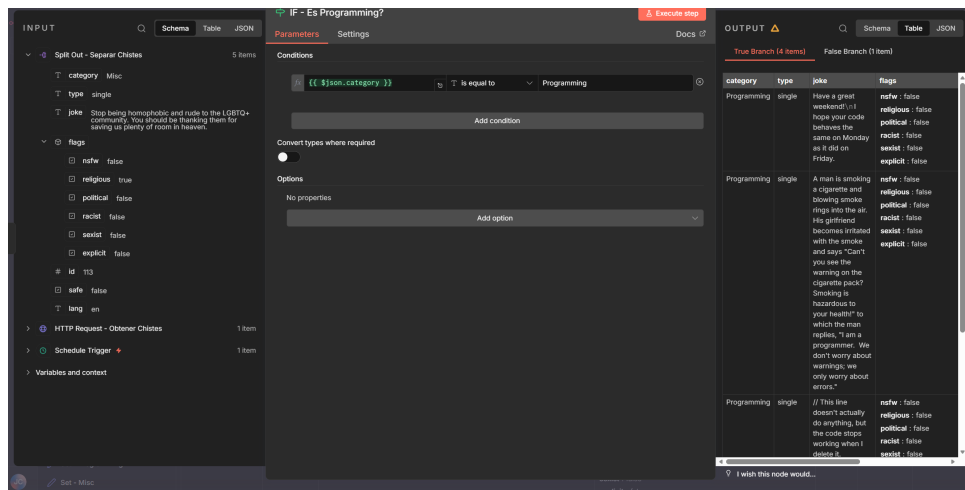 INPUT
Schema Table JSON
Split Out - Separar Chistes 5 items
T category Misc
T type single
T joke Stop being homophobic and rude to the LGBTQ+
community. You should be thanking them for
saving us plenty of room in heaven.
flags
nsfw false
religious true
political false
racist false
sexist false
explicit false
# id 113
safe false
T lang en
HTTP Request - Obtener Chistes 1 item
Schedule Trigger 1 item
Variables and context
IF - Es Programming?
Execute step
Parameters Settings Docs
Conditions
fx {{ $json.category }} T is equal to Programming
Add condition
Convert types where required
Options
No properties
Add option
OUTPUT
Schema Table JSON
True Branch (4 items) False Branch (1 item)
category type joke flags
Programming single Have a great nsfw : false
weekend!\n I religious : false
hope your code political : false
behaves the racist : false
same on Monday sexist : false
as it did on explicit : false
Friday.
Programming single A man is smoking nsfw : false
a cigarette and religious : false
blowing smoke political : false
rings into the air. racist : false
His girlfriend sexist : false
becomes irritated explicit : false
with the smoke
and says "Can't
you see the
warning on the
cigarette pack?
Smoking is
hazardous to
your health!" to
which the man
replies, "I am a
programmer. We
don't worry about
warnings; we
only worry about
errors."
Programming single // This line nsfw : false
doesn't actually religious : false
do anything, but political : false
the code stops racist : false
working when I sexist : false
delete it.
I wish this node would...
Set - Misc